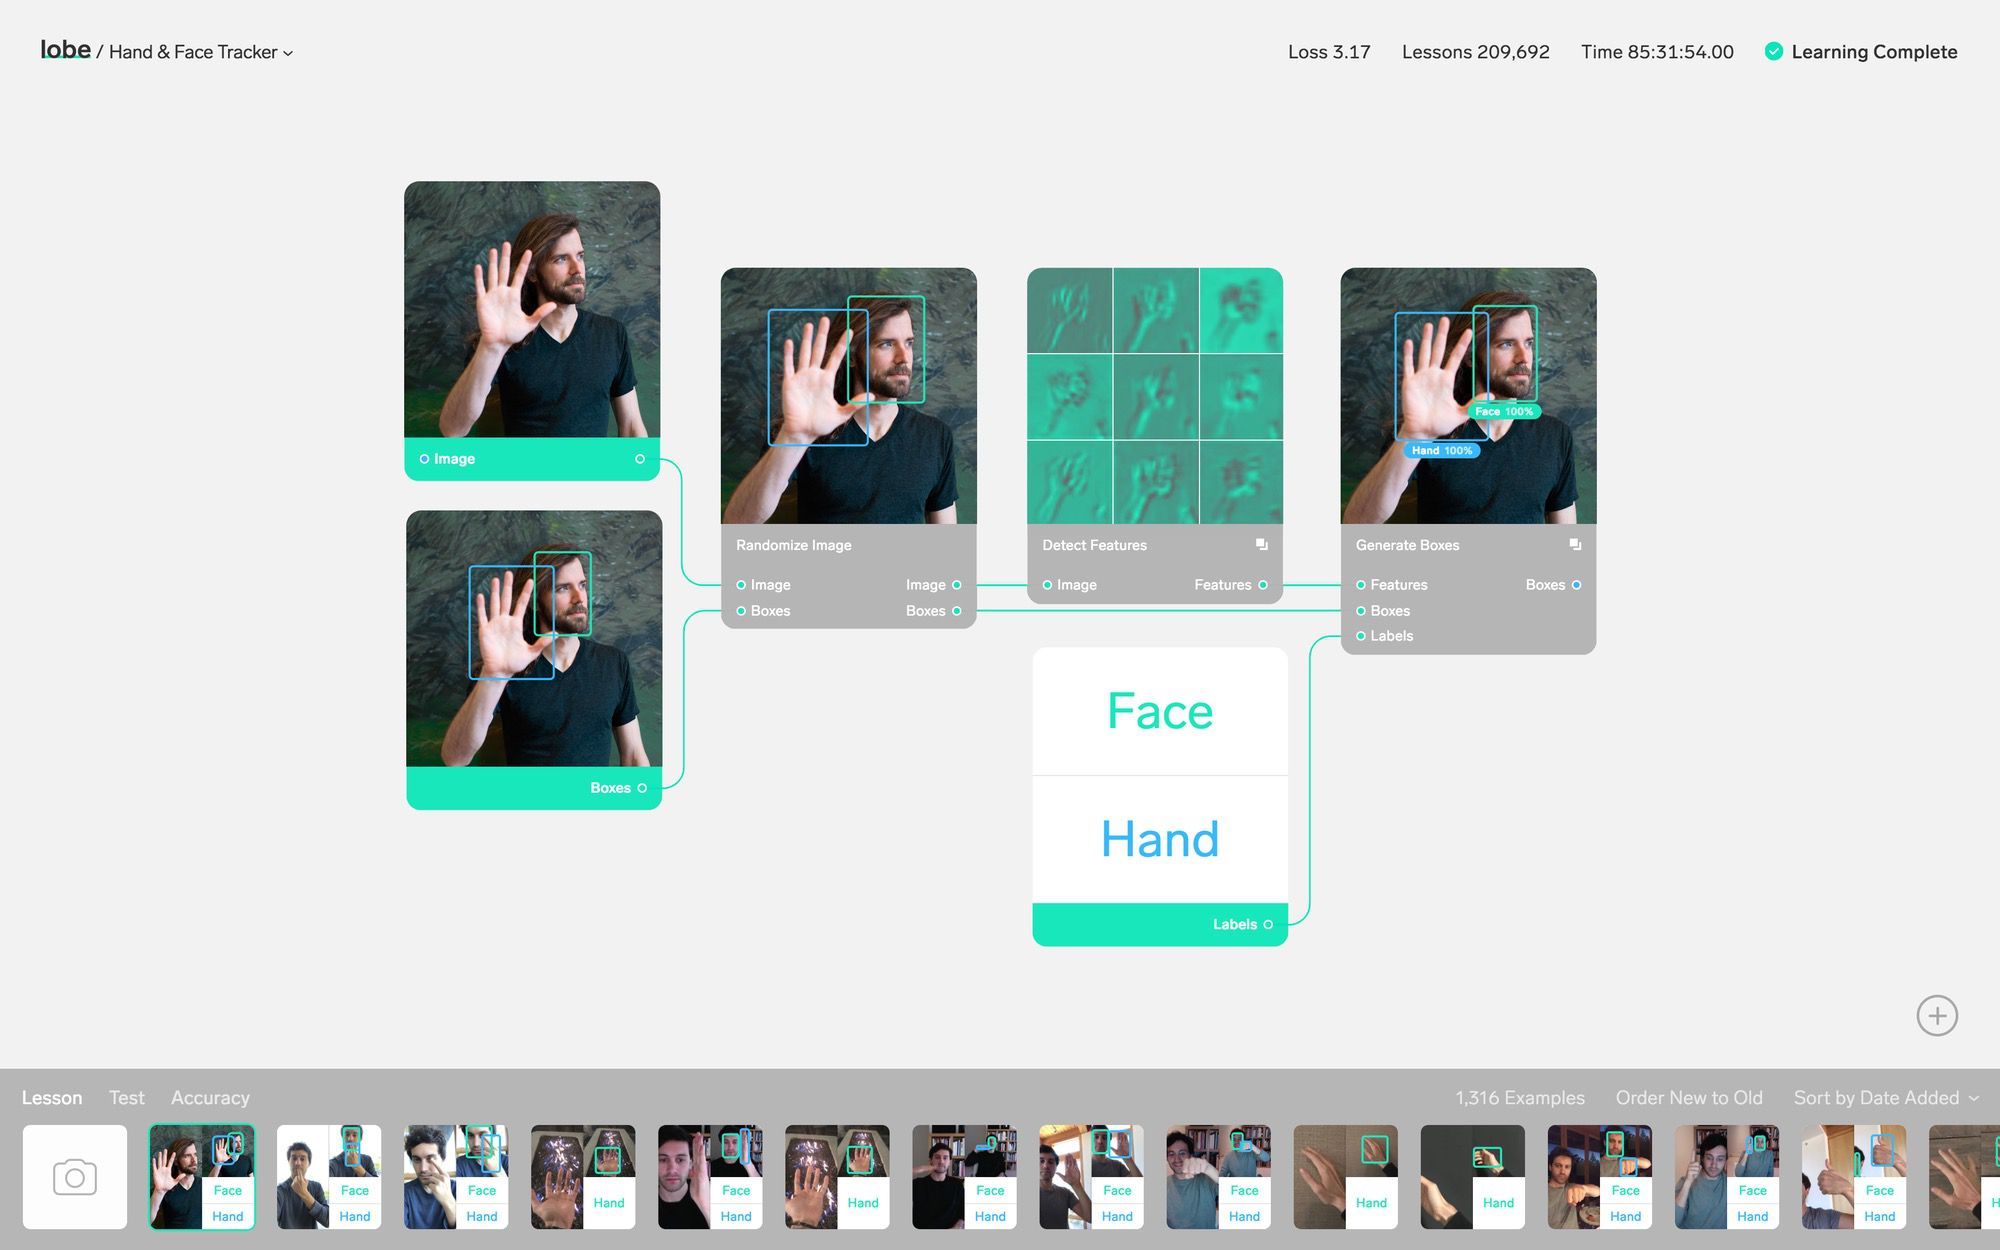 lobe / Hand & Face Tracker
Loss 3.17 Lessons 209,692 Time 85:31:54.00 Learning Complete
Image
Boxes
Randomize Image
Image Image
Boxes Boxes
Detect Features
Image Features
Face 100%
Hand 100%
Generate Boxes
Features Boxes
Boxes
Labels
Face
Hand
Labels
Lesson Test Accuracy
1,316 Examples Order New to Old Sort by Date Added
Face
Hand
Face
Hand
Face
Hand
Hand
Face
Hand
Hand
Face
Hand
Face
Hand
Face
Hand
Hand
Hand
Face
Hand
Face
Hand
Face
Hand